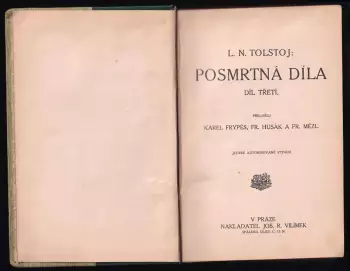 L. N. TOLSTOJ:
POSMRTNÁ DÍLA
DÍL TŘETÍ.
PŘELOŽILI
KAREL FRYPÉS, FR. HUSÁK A FR. MÉZL.
JEDINÉ AUTORISOVANÉ VYDÁNÍ.
V PRAZE
NAKLADATEL JOS. R. VILÍMEK